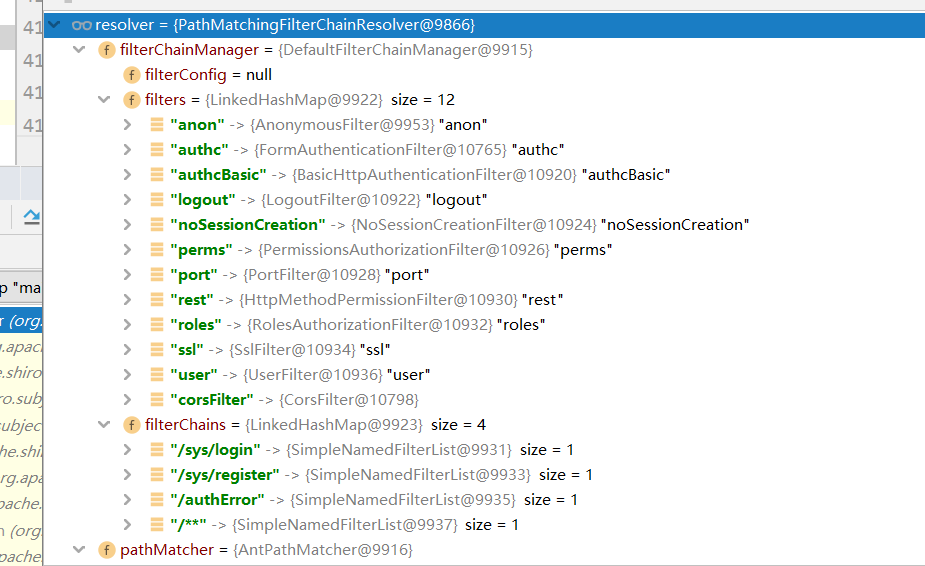 41
resolver = {PathMatchingFilterChainResolver@9866}
41
filterChainManager = {DefaultFilterChainManager@9915}
41
filterConfig = null
41
filters = {LinkedHashMap@9922} size = 12
41
"anon" -> {AnonymousFilter@9953} "anon"
"authc" -> {FormAuthenticationFilter@10765} "authc"
"authcBasic" -> {BasicHttpAuthenticationFilter@10920} "authcBasic"
"logout" -> {LogoutFilter@10922} "logout"
"noSessionCreation" -> {NoSessionCreationFilter@10924} "noSessionCreation"
"perms" -> {PermissionsAuthorizationFilter@10926} "perms"
"port" -> {PortFilter@10928} "port"
p "ma
"rest" -> {HttpMethodPermissionFilter@10930} "rest"
r (org.
"roles" -> {RolesAuthorizationFilter@10932} "roles"
g.apac
"ssl" -> {SslFilter@10934} "ssl"
e.shiro
"user" -> {UserFilter@10936} "user"
ro.subj
"corsFilter" -> {CorsFilter@10798}
subject
filterChains = {LinkedHashMap@9923} size = 4
he.shi
"/sys/login" -> {SimpleNamedFilterList@9931} size = 1
rg.apa
"/sys/register" -> {SimpleNamedFilterList@9933} size = 1
pache.
"/authError" -> {SimpleNamedFilterList@9935} size = 1
(org
"/**" -> {SimpleNamedFilterList@9937} size = 1
pache
pathMatcher = {AntPathMatcher@9916}